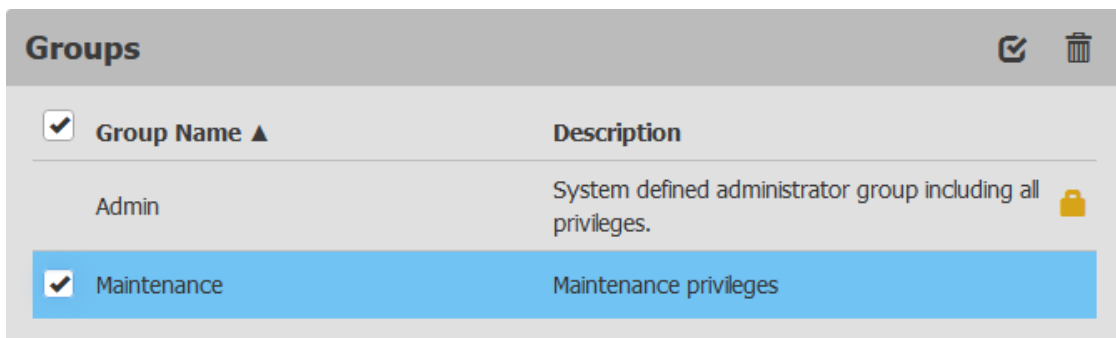 Groups
Group Name ▲ Description
Admin
System defined administrator group including all
privileges.
Maintenance Maintenance privileges